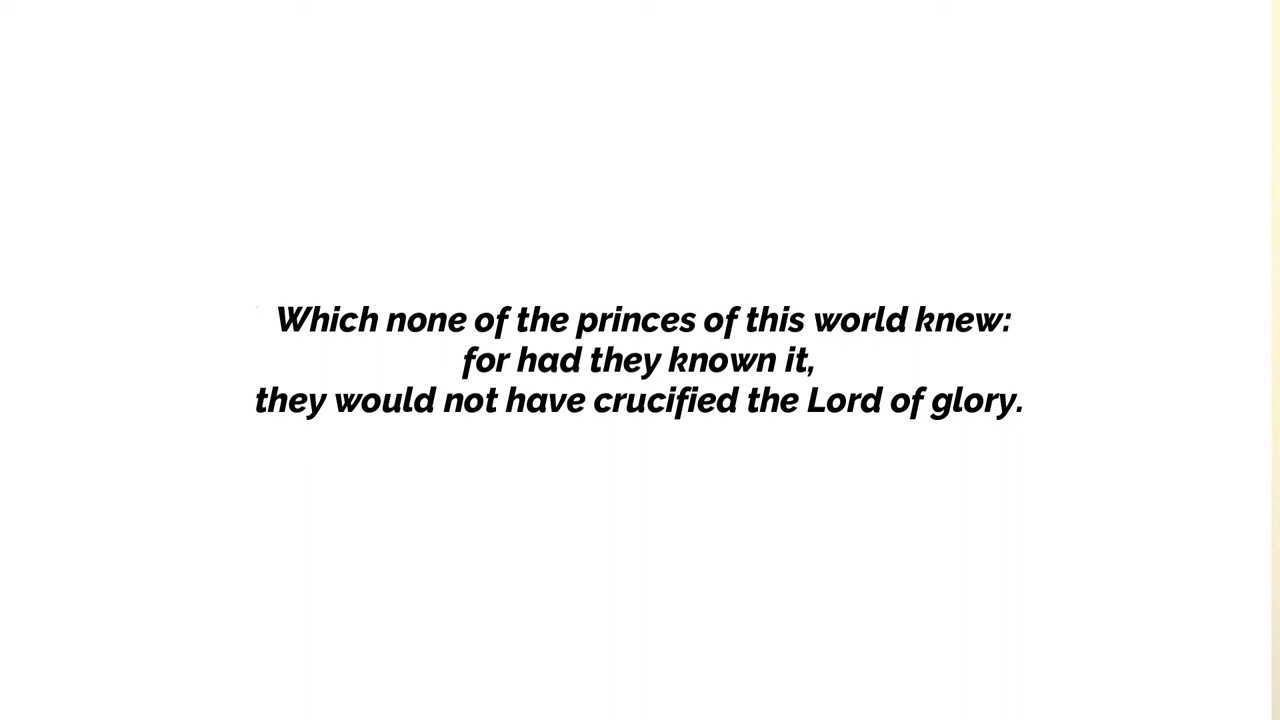 Which none of the princes of this world knew:
for had they known it,
they would not have crucified the Lord of glory.